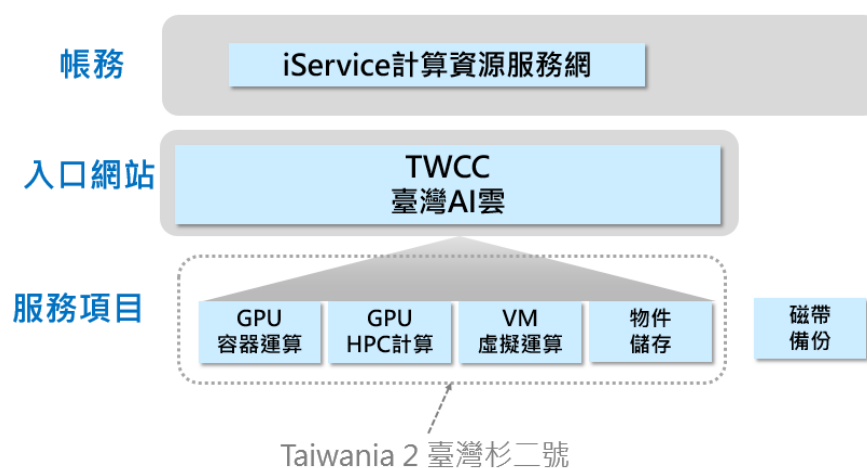 帳務
iService計算資源服務網
入口網站
TWCC
臺灣AI雲
服務項目
GPU
容器運算
GPU
HPC計算
VM
虛擬運算
物件
儲存
磁帶
備份
Taiwania 2 臺灣杉二號